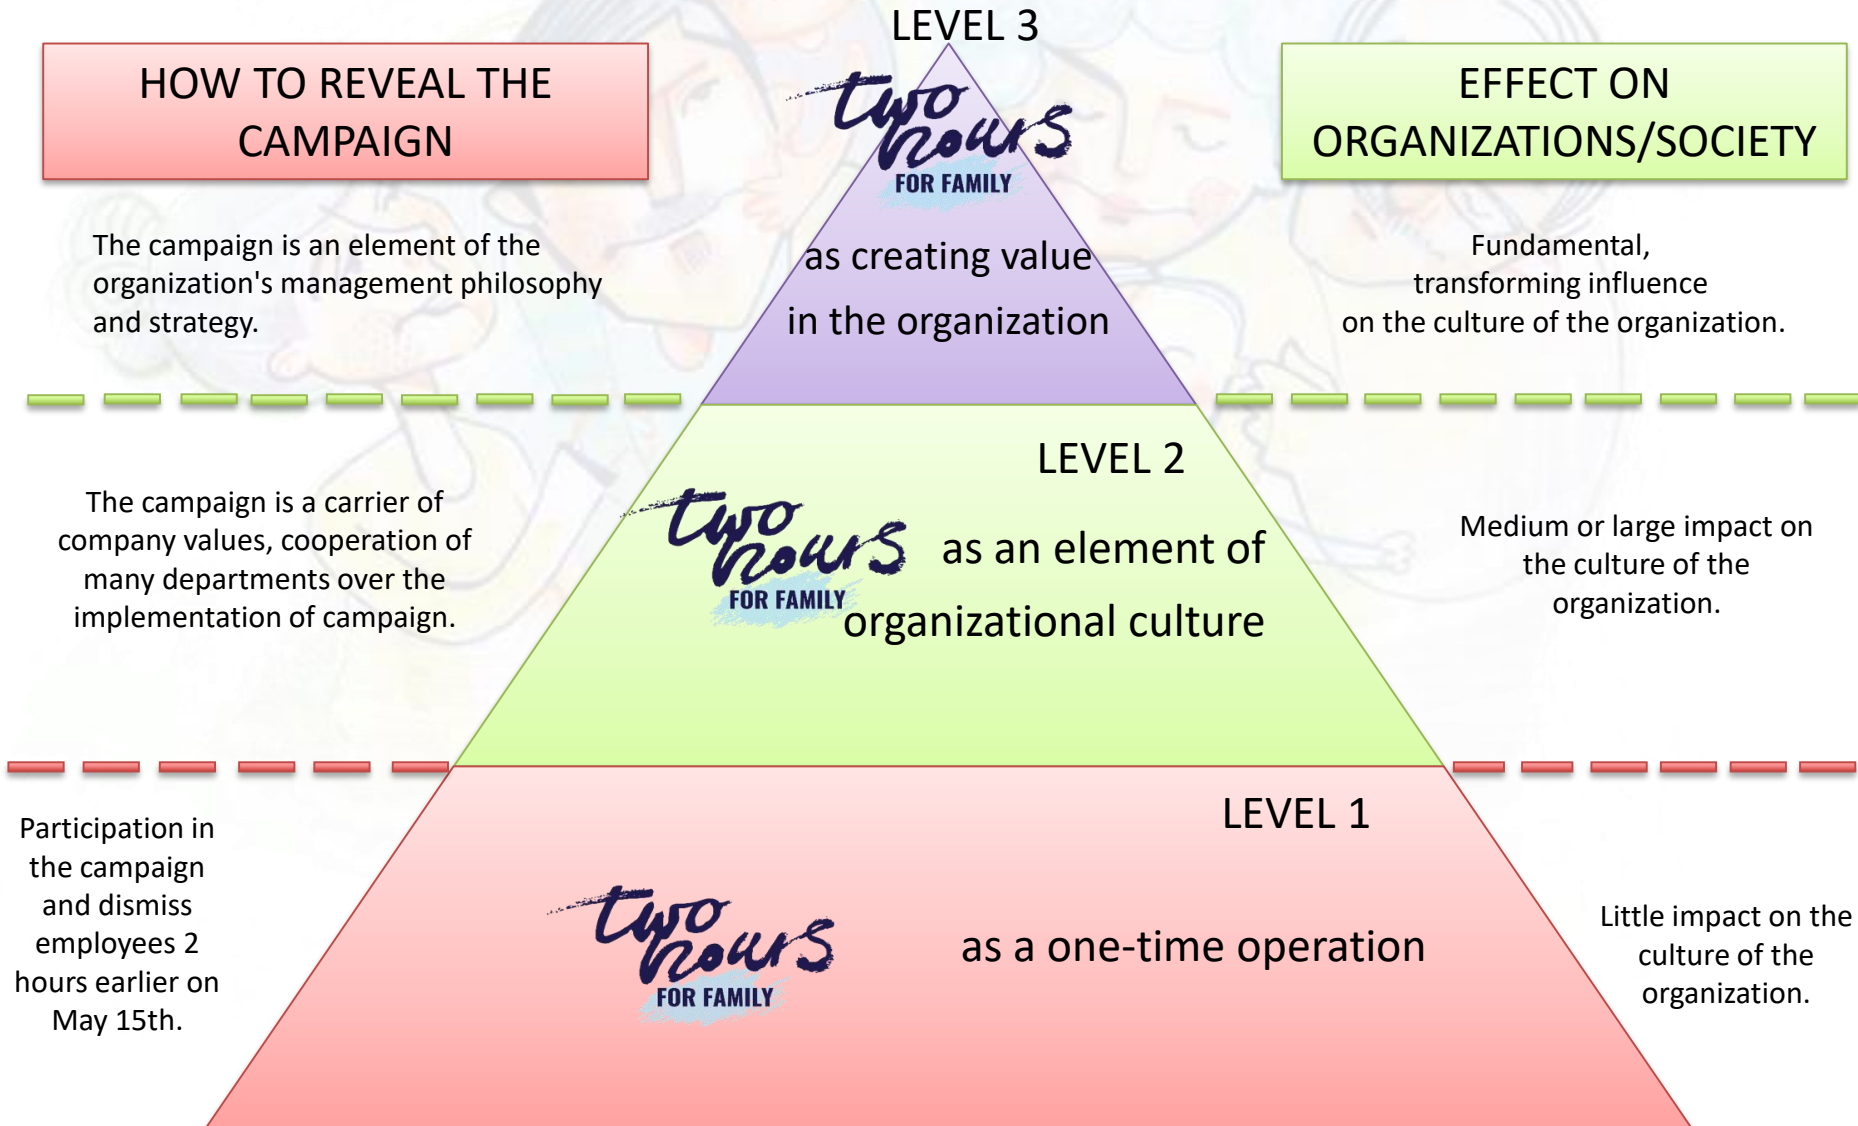 LEVEL 3
HOW TO REVEAL THE
CAMPAIGN
two
hours
FOR FAMILY
EFFECT ON
ORGANIZATIONS/SOCIETY
The campaign is an element of the
organization's management philosophy
and strategy.
as creating value
in the organization
Fundamental,
transforming influence
on the culture of the organization.
The campaign is a carrier of
company values, cooperation of
many departments over the
implementation of campaign.
LEVEL 2
two
hours
FOR FAMILY
as an element of
organizational culture
Medium or large impact on
the culture of the
organization.
Participation in
the campaign
and dismiss
employees 2
hours earlier on
May 15th.
LEVEL 1
two
hours
FOR FAMILY
as a one-time operation
Little impact on the
culture of the
organization.